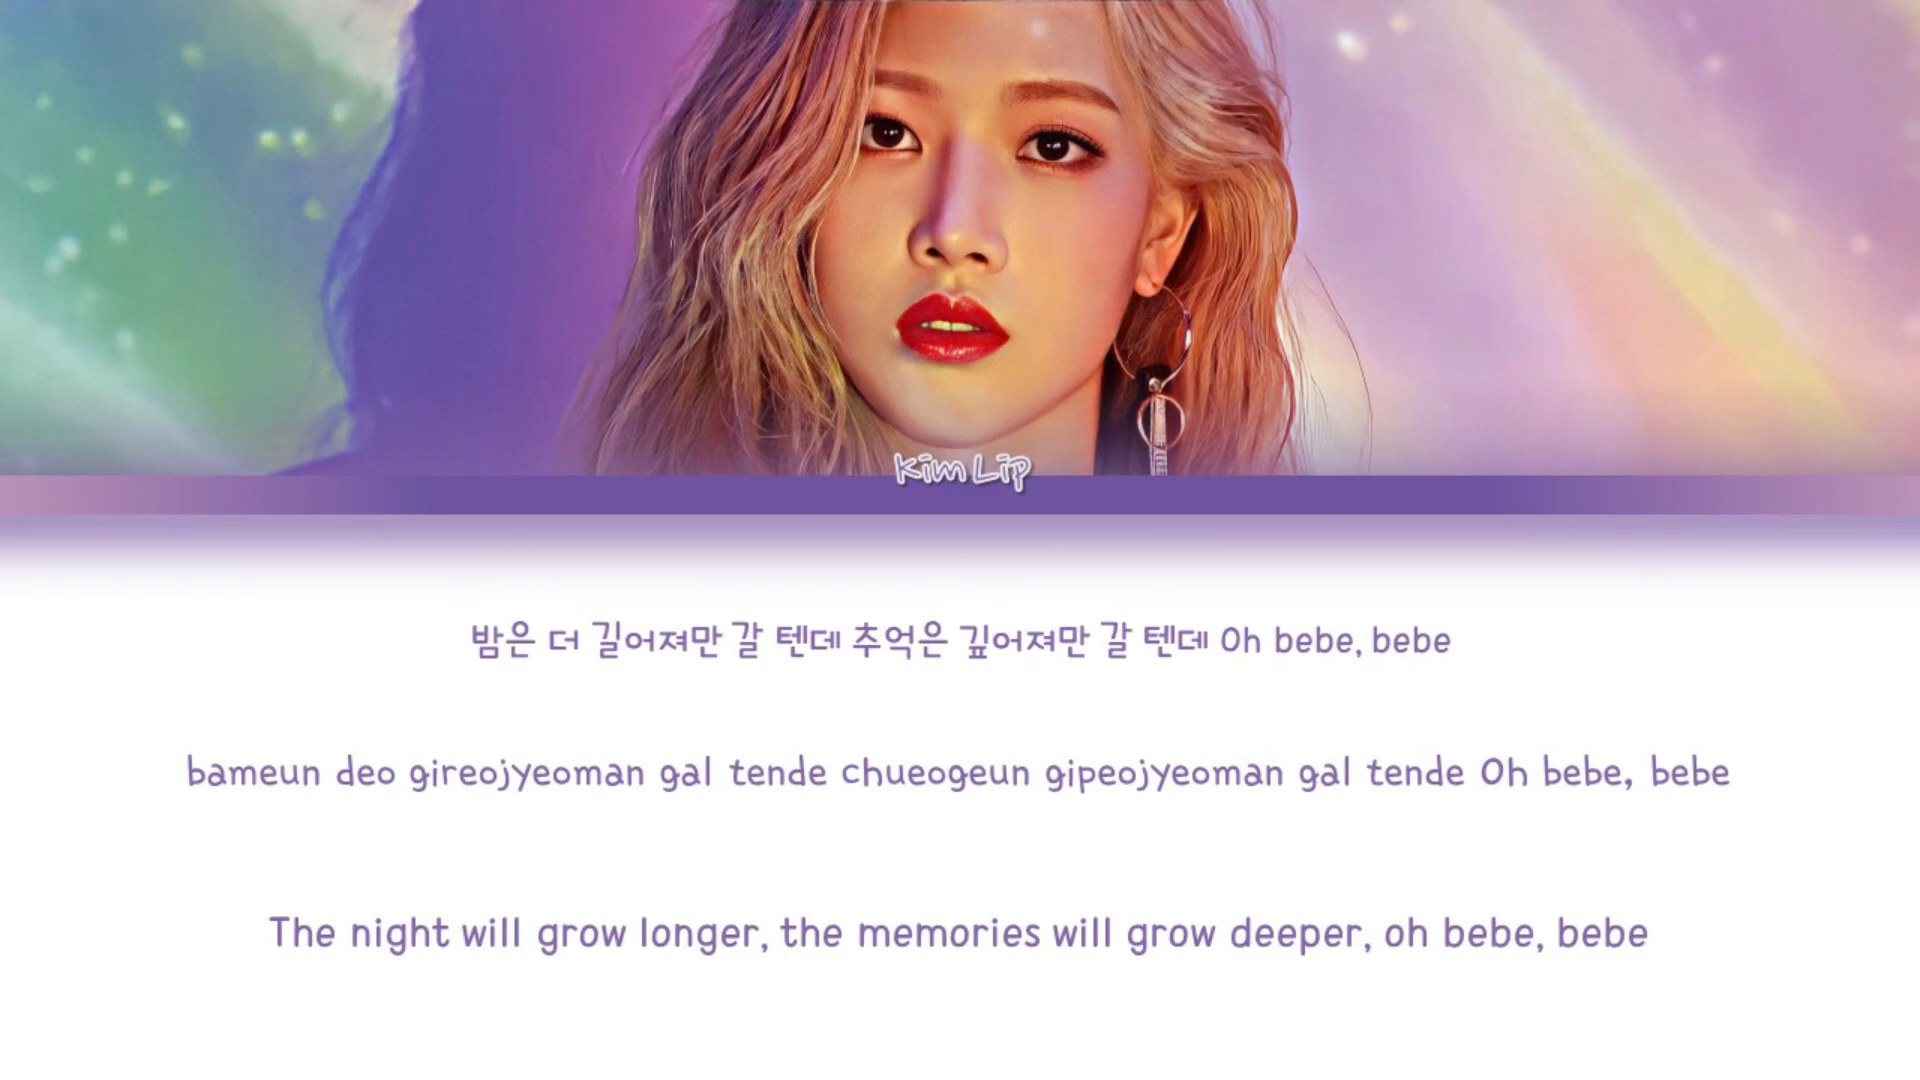 Kim Lip
밤은 더 길어져만 갈 텐데 추억은 깊어져만 갈 텐데 Oh bebe, bebe
bameun deo gireojyeoman gal tende chueogeun gipeojyeoman gal tende Oh bebe, bebe
The night will grow longer, the memories will grow deeper, oh bebe, bebe